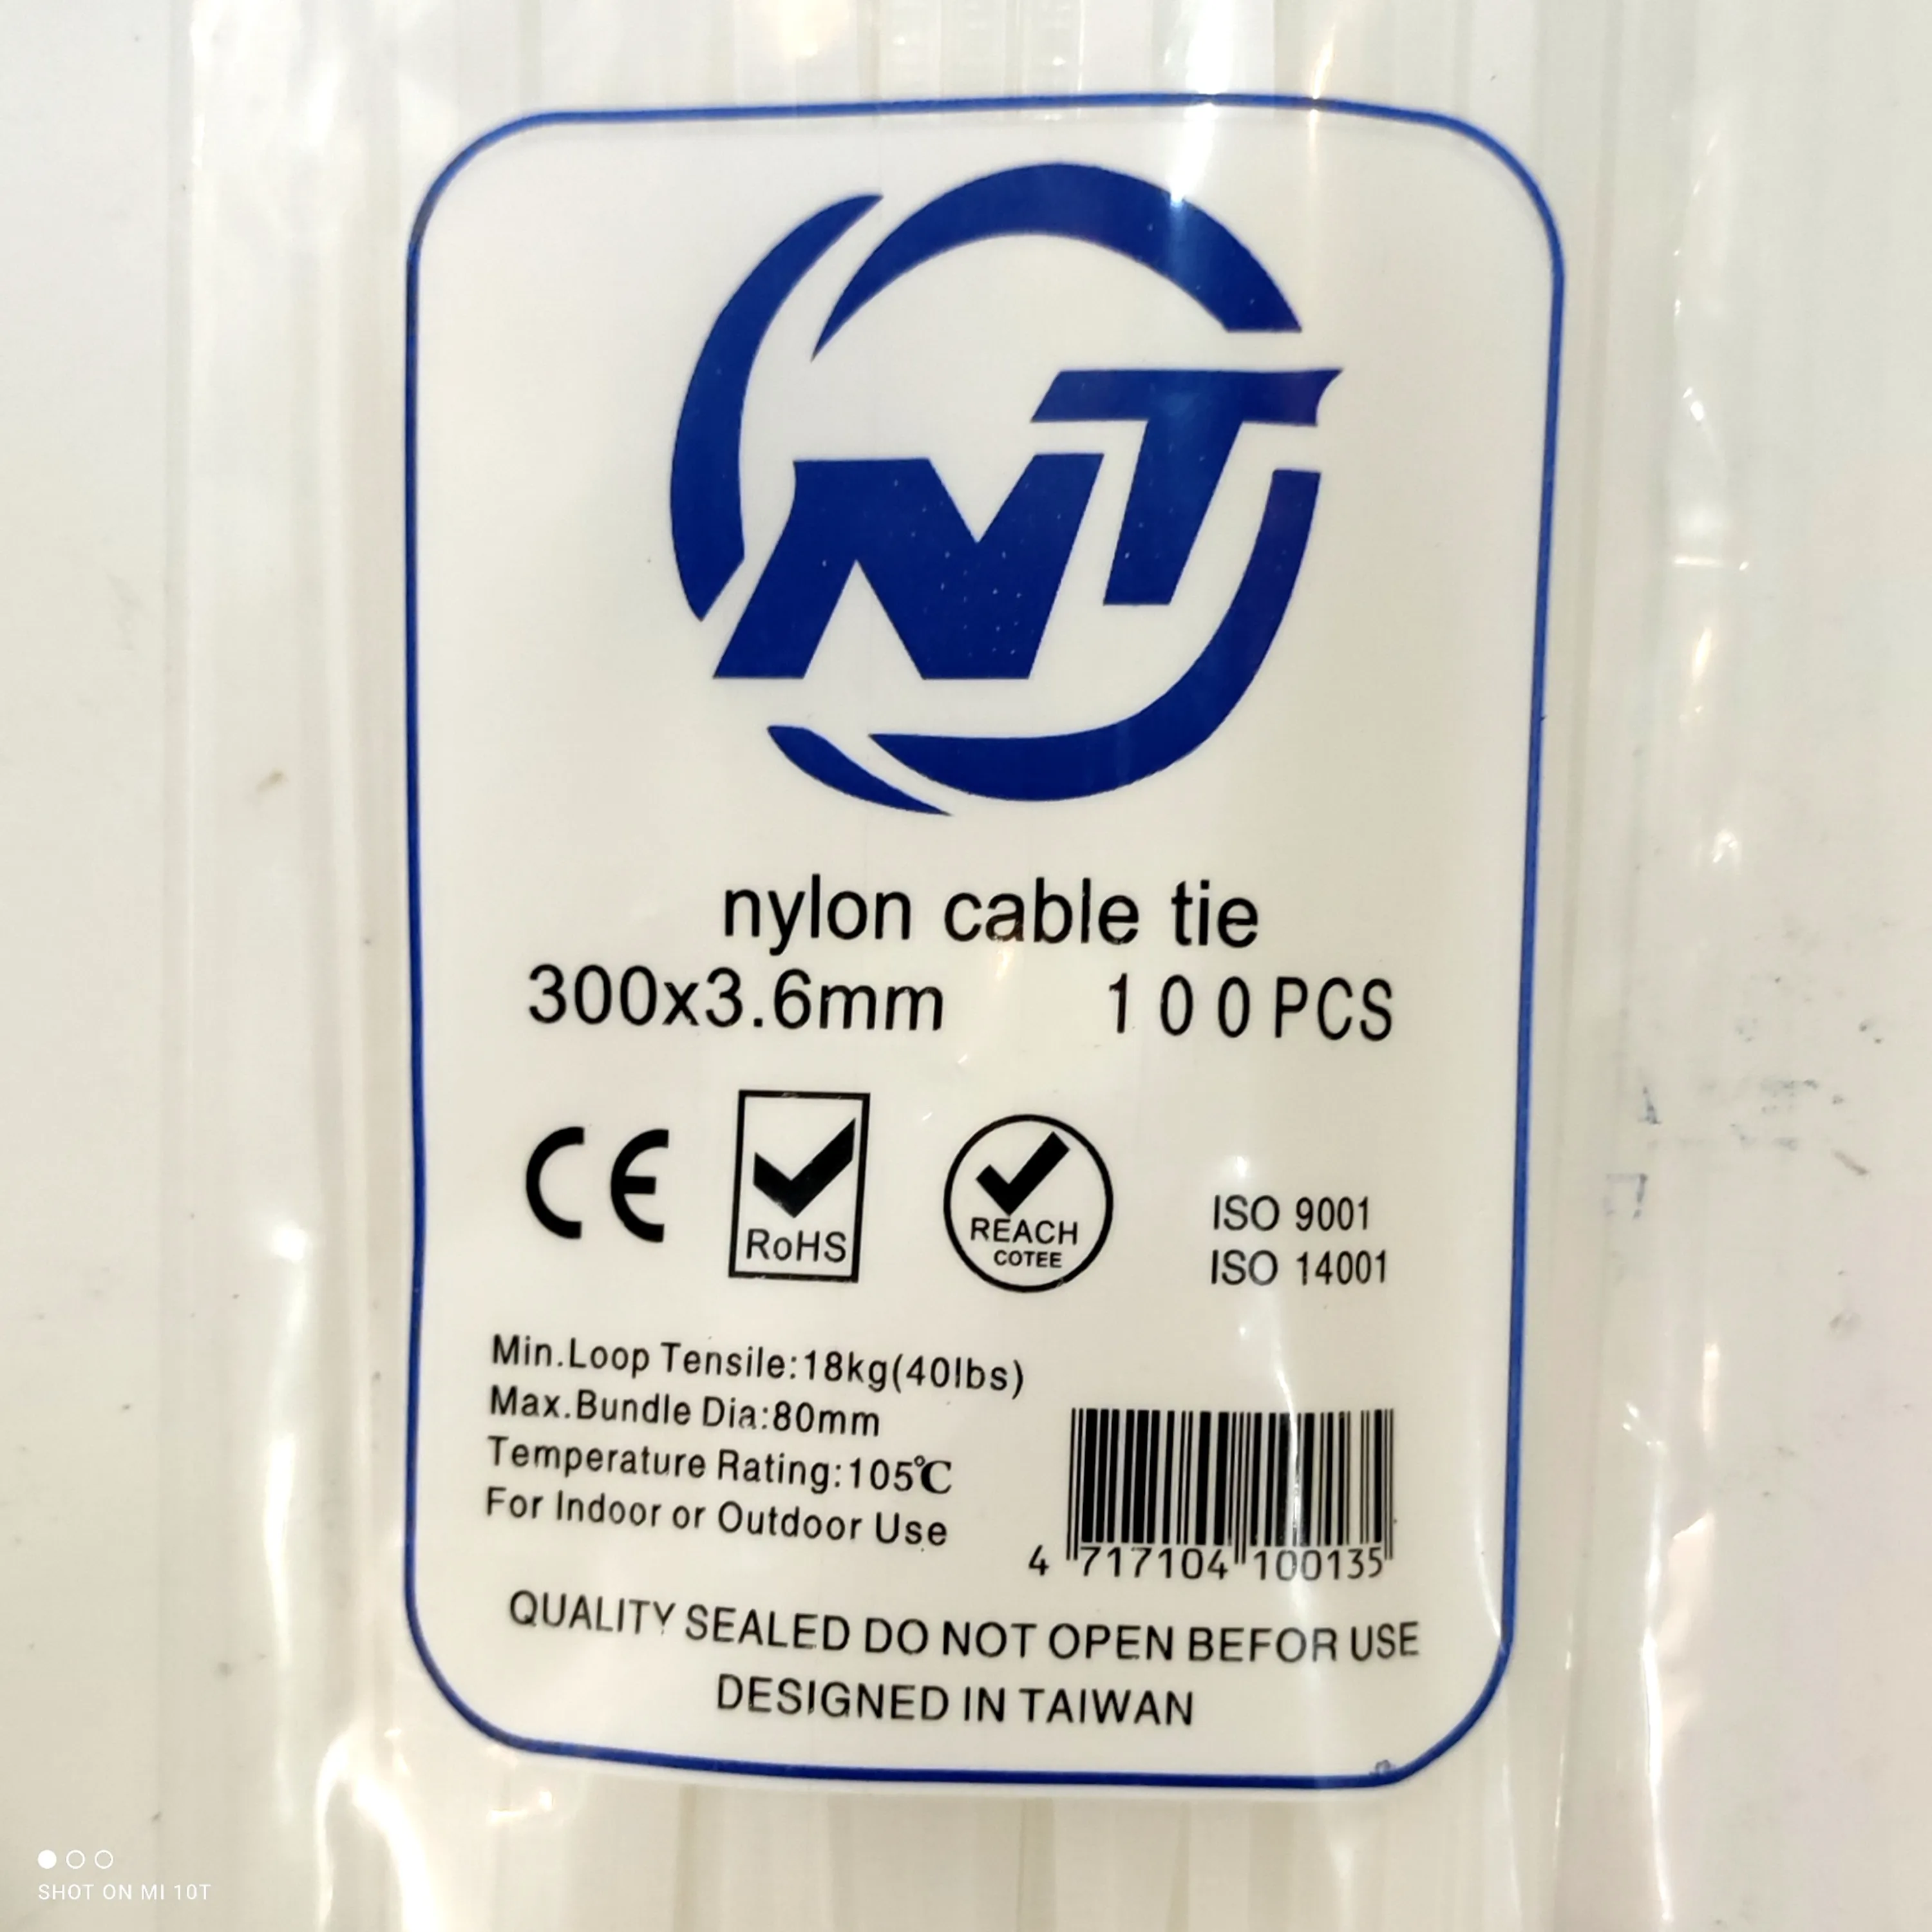 NT
nylon cable tie
300x3.6mm 100PCS
CE
RoHS
REACH
COTEE
ISO 9001
ISO 14001
Min.Loop Tensile:18kg(40lbs)
Max.Bundle Dia:80mm
Temperature Rating:105℃
For Indoor or Outdoor Use
4 717104 100135
QUALITY SEALED DO NOT OPEN BEFOR USE
DESIGNED IN TAIWAN
SHOT ON MI 10T